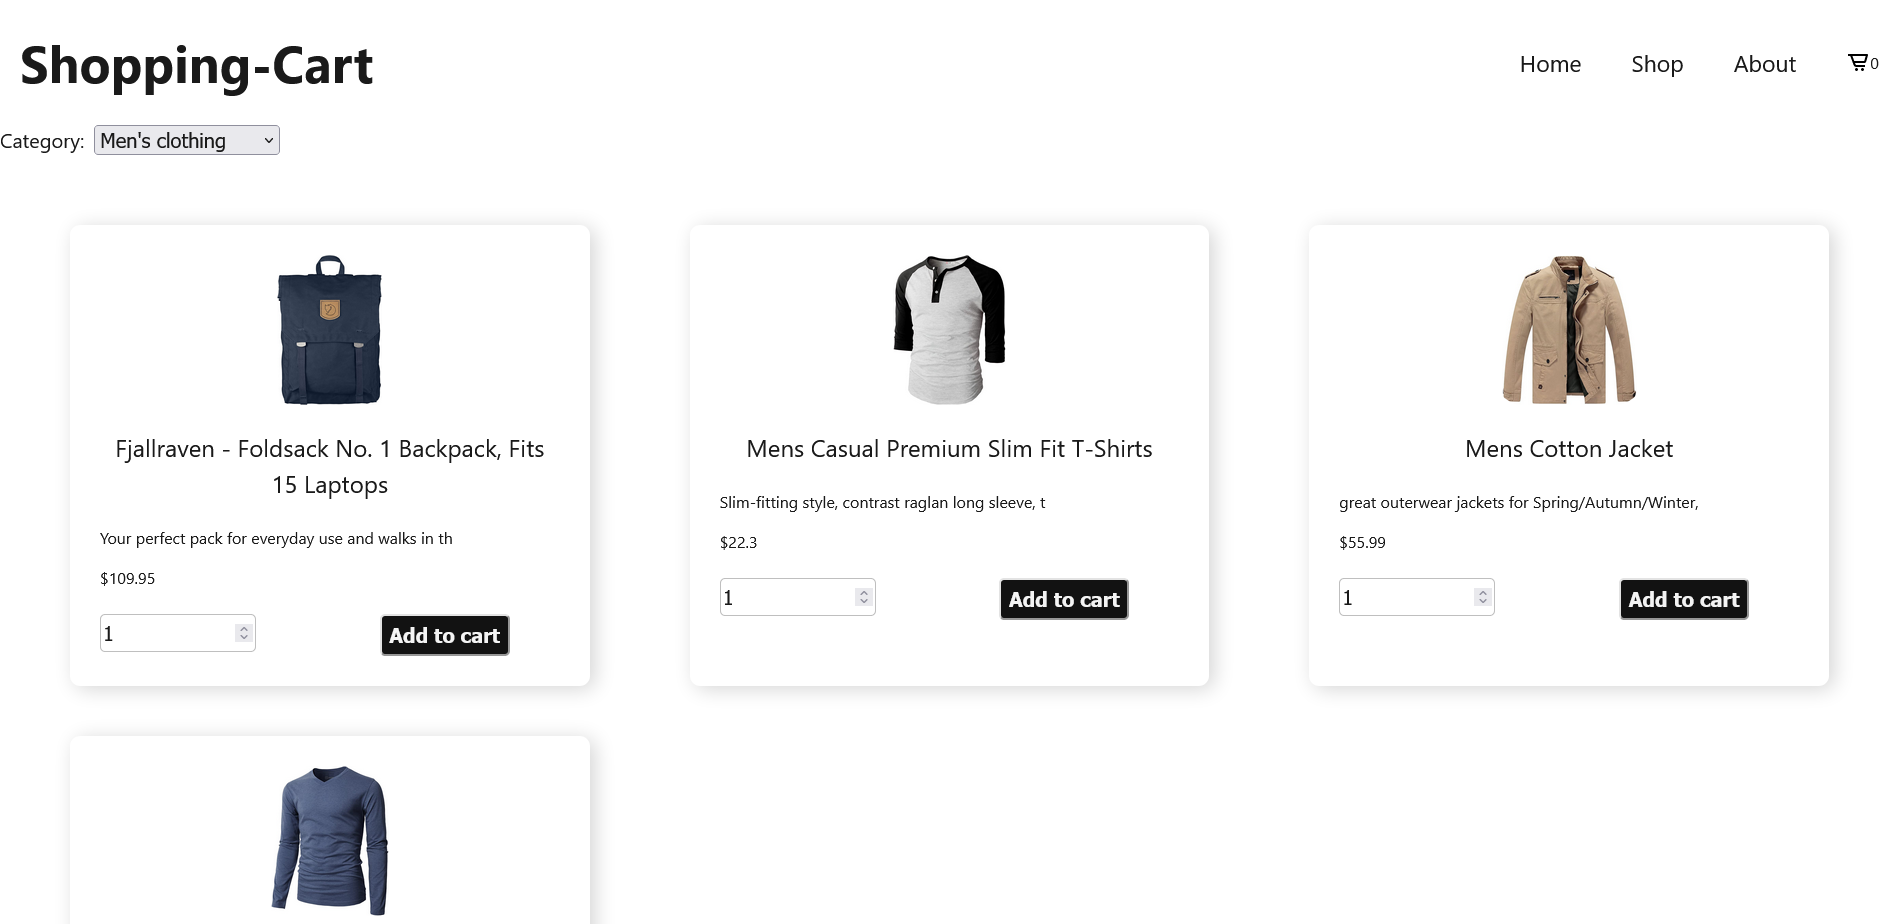 Shopping-Cart
Home
Shop
About
0
Category:
Men's clothing
Fjallraven - Foldsack No. 1 Backpack, Fits
15 Laptops
Your perfect pack for everyday use and walks in th
$109.95
1
Add to cart
Mens Casual Premium Slim Fit T-Shirts
Slim-fitting style, contrast raglan long sleeve, t
$22.3
1
Add to cart
Mens Cotton Jacket
great outerwear jackets for Spring/Autumn/Winter,
$55.99
1
Add to cart